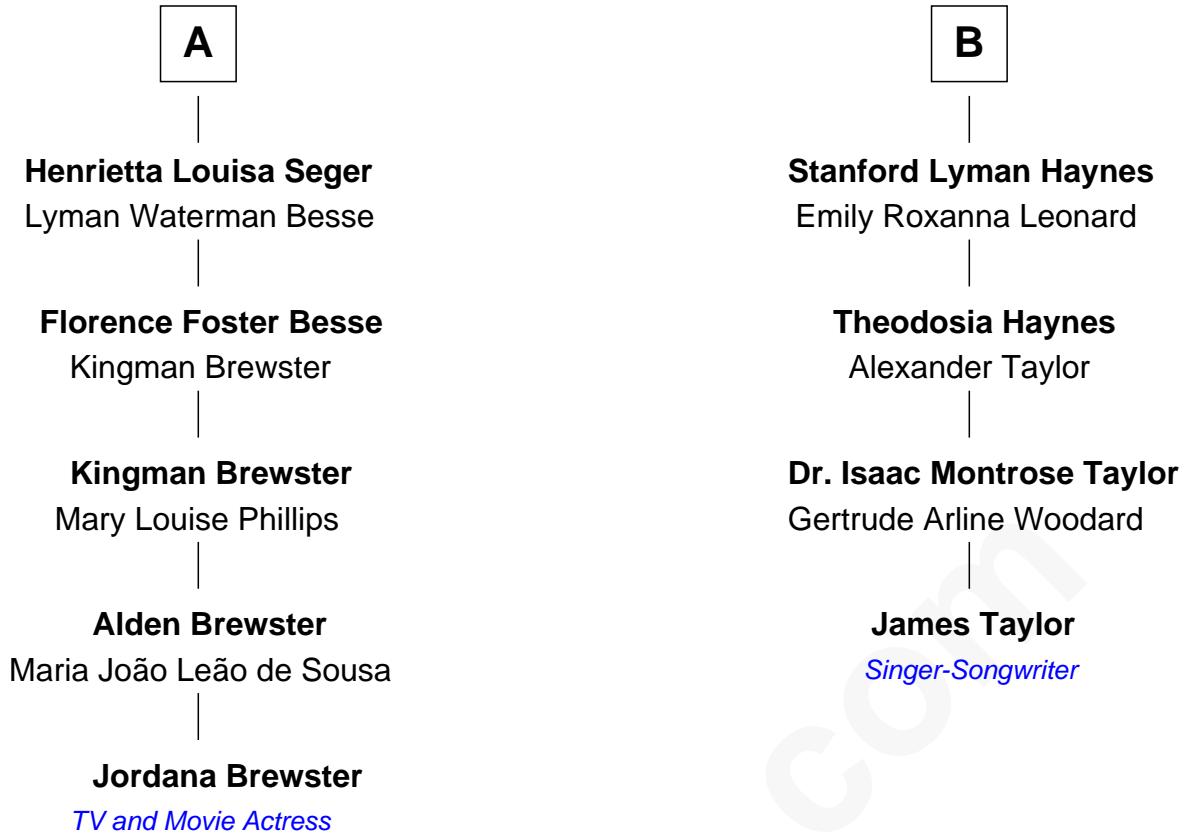 A
B
Henrietta Louisa Seger
Lyman Waterman Besse
Stanford Lyman Haynes
Emily Roxanna Leonard
Florence Foster Besse
Kingman Brewster
Theodosia Haynes
Alexander Taylor
Kingman Brewster
Mary Louise Phillips
Dr. Isaac Montrose Taylor
Gertrude Arline Woodard
Alden Brewster
Maria João Leão de Sousa
James Taylor
Singer-Songwriter
Jordana Brewster
TV and Movie Actress
com